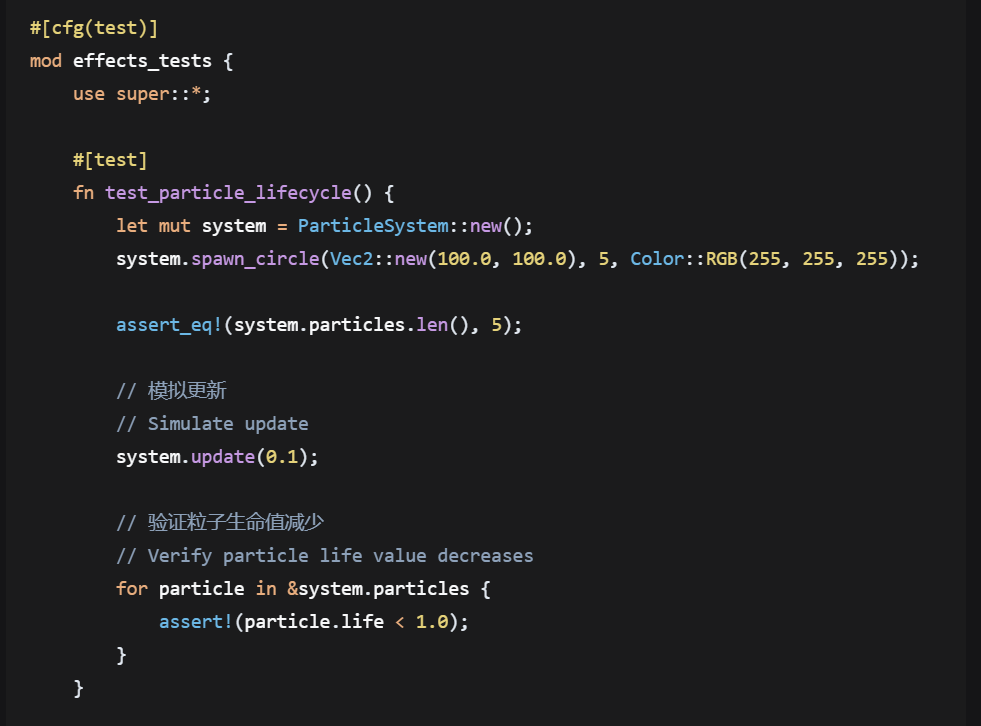 #[cfg(test)]
mod effects_tests {
    use super::*;

    #[test]
    fn test_particle_lifecycle() {
        let mut system = ParticleSystem::new();
        system.spawn_circle(Vec2::new(100.0, 100.0), 5, Color::RGB(255, 255, 255));

        assert_eq!(system.particles.len(), 5);

        // 模拟更新
        // Simulate update
        system.update(0.1);

        // 验证粒子生命值减少
        // Verify particle life value decreases
        for particle in &system.particles {
            assert!(particle.life < 1.0);
        }
    }